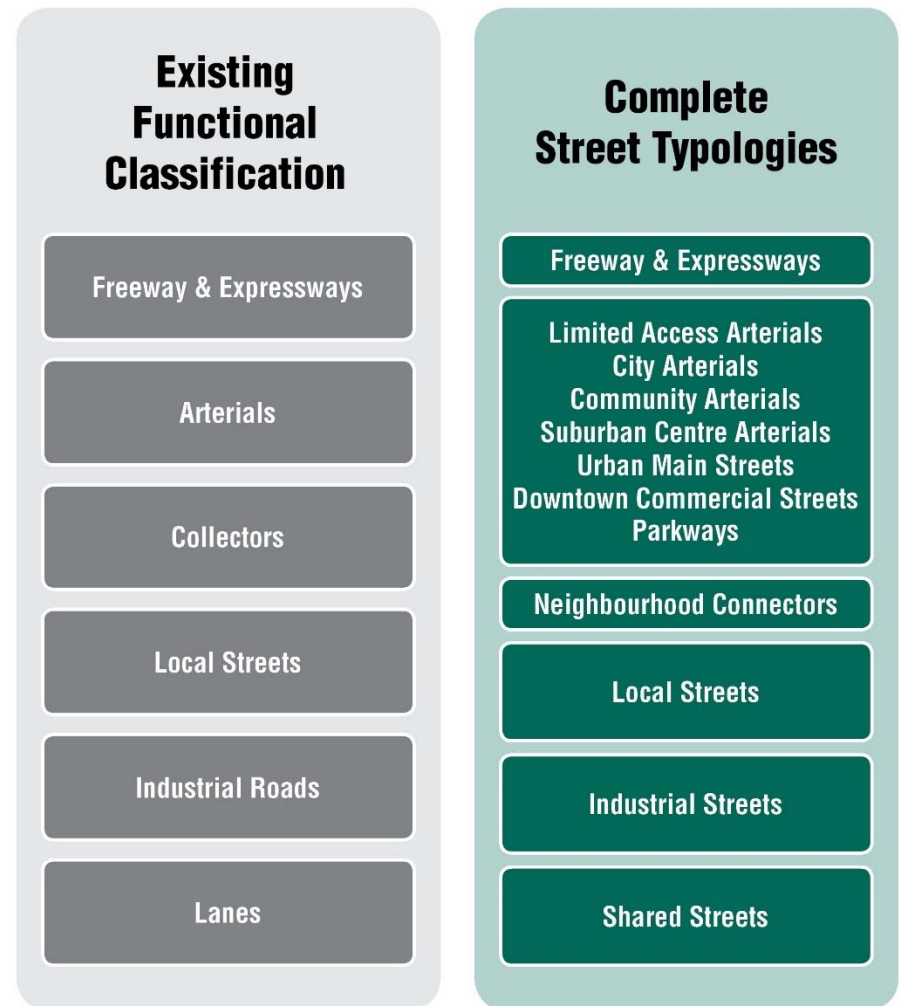 Existing
Functional
Classification
Freeway & Expressways
Arterials
Collectors
Local Streets
Industrial Roads
Lanes
Complete
Street Typologies
Freeway & Expressways
Limited Access Arterials
City Arterials
Community Arterials
Suburban Centre Arterials
Urban Main Streets
Downtown Commercial Streets
Parkways
Neighbourhood Connectors
Local Streets
Industrial Streets
Shared Streets